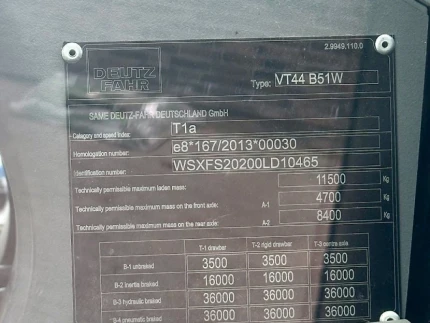 2.9949.110.0
DEUTZ
FAHR
Type: VT44 B51W
SAME DEUTZ-FAHR DEUTSCHLAND GmbH
Category and speed index: T1a
Homologation number: e8*167/2013*00030
Identification number: WSXFS20200LD10465
Technically permissible maximum laden mass: 11500 Kg
Technically permissible maximum mass on the front axle: A-1 4700 Kg
Technically permissible maximum mass on the rear axle: A-2 8400 Kg
T-1 drawbar T-2 rigid drawbar T-3 centre axle
B-1 unbraked 3500 3500 3500 Kg
B-2 inertia braked 16000 16000 16000 Kg
B-3 hydraulic braked 36000 36000 36000 Kg
B-4 pneumatic braked 36000 36000 36000